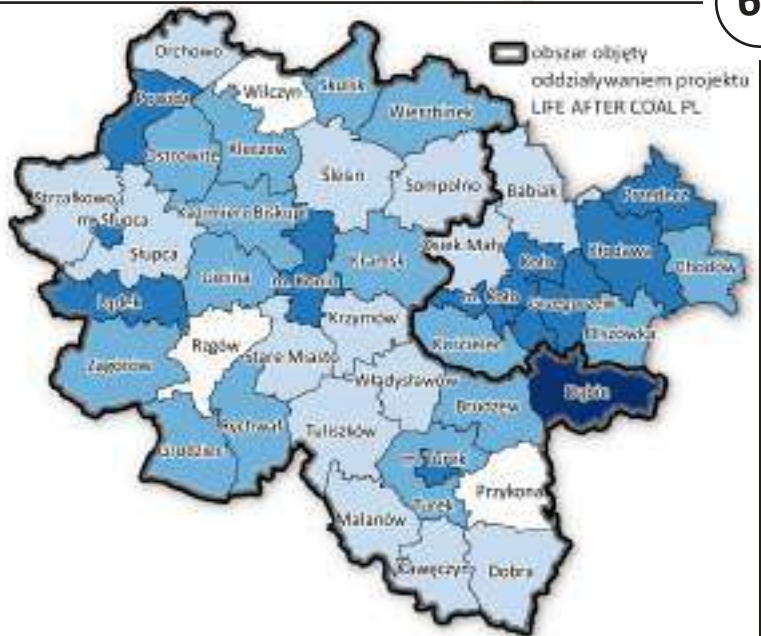 6
obszar objęty
oddziaływaniem projektu
LIFE AFTER COAL PL
Orchowo
Powidz
Wilczyn
Skulsk
Wierzbinek
Ostrowite
Kleczew
Ślesin
Sompolno
Babiak
Przedecz
Strzałkowo
m. Słupca
Kazimierz Biskupi
Osek Mały
Koło
Kłodawa
Chodów
Słupca
Golina
m. Konin
Kramsk
m. Koło
Grzegorzew
Lądek
Krzymów
Kościelec
Olszówka
Rzgów
Stare Miasto
Zagórów
Władysławów
Dąbie
Brudzew
Rychwał
Tuliszków
Grodziec
m. Turek
Przykona
Turek
Malanów
Kawęczyn
Dobra